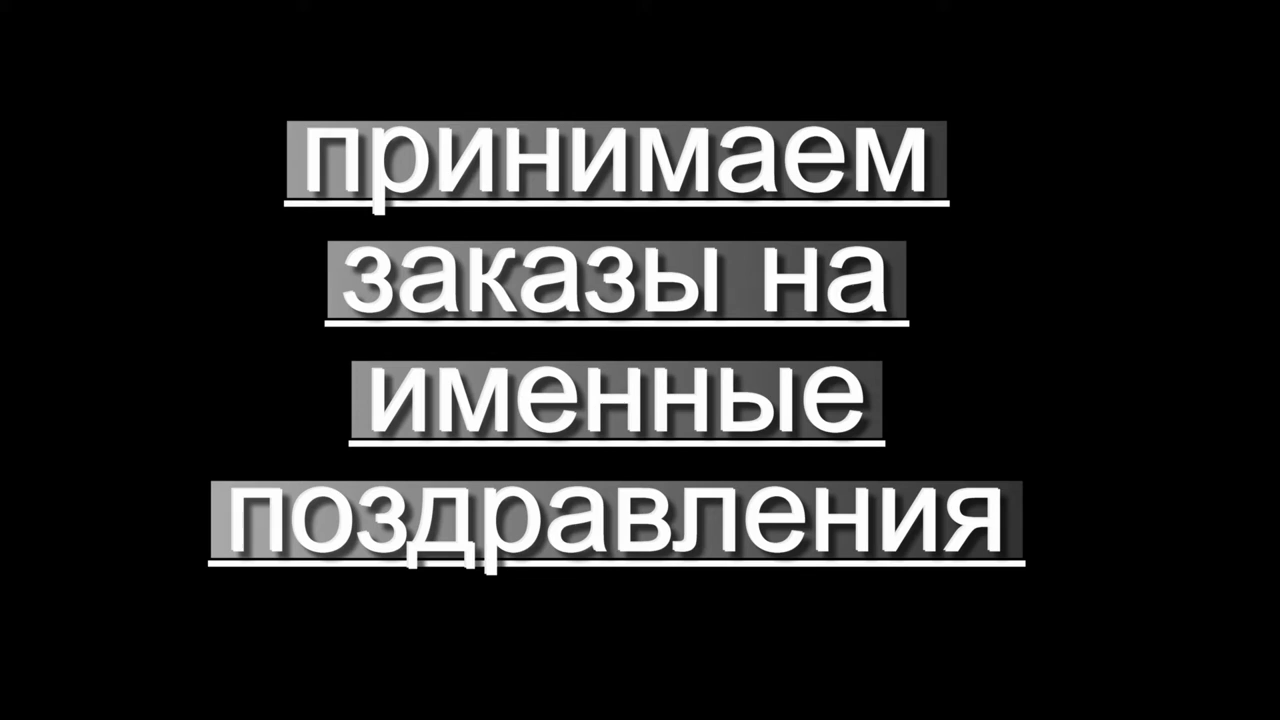 принимаем
заказы на
именные
поздравления